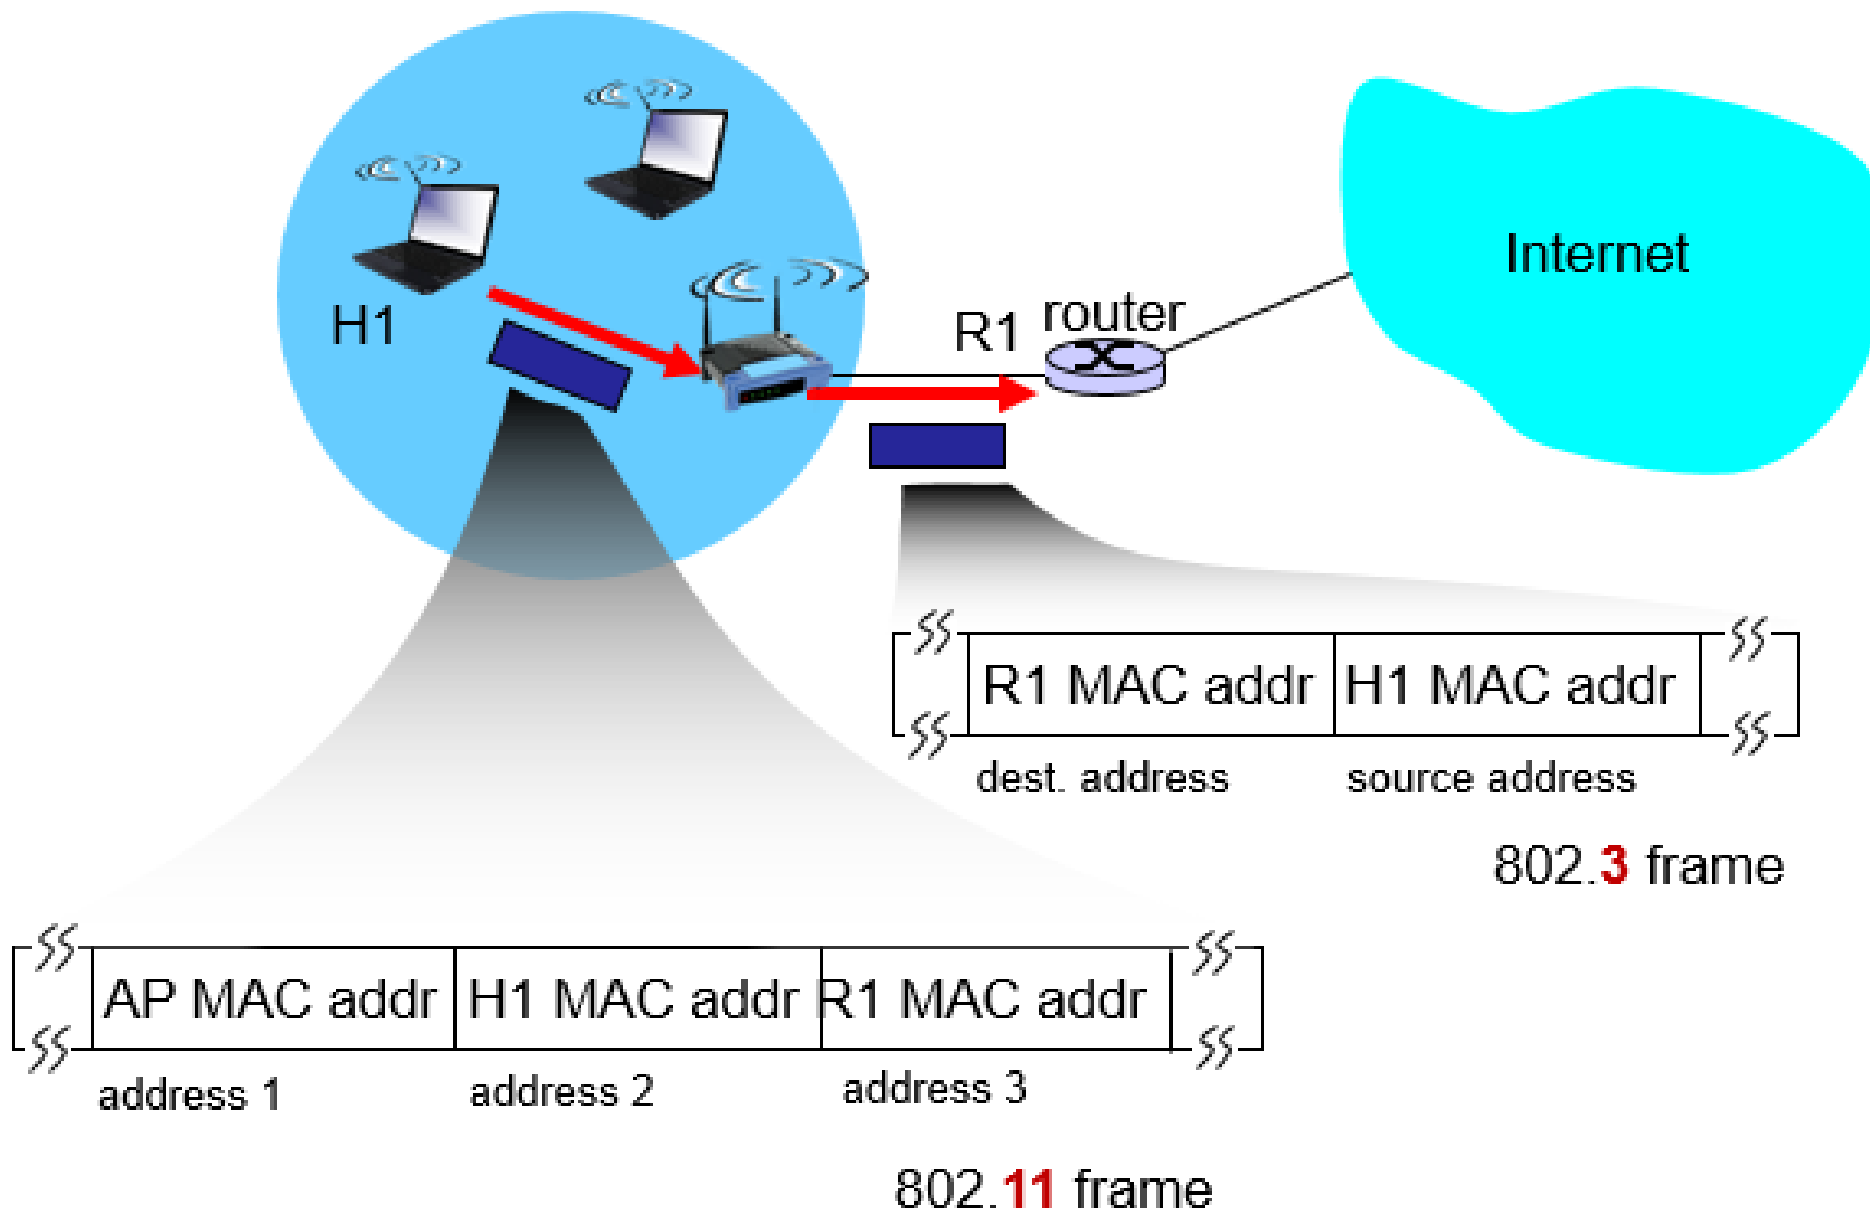 Internet
router
R1
H1
R1 MAC addr H1 MAC addr
dest. address source address
802.3 frame
AP MAC addr H1 MAC addr R1 MAC addr
address 1 address 2 address 3
802.11 frame